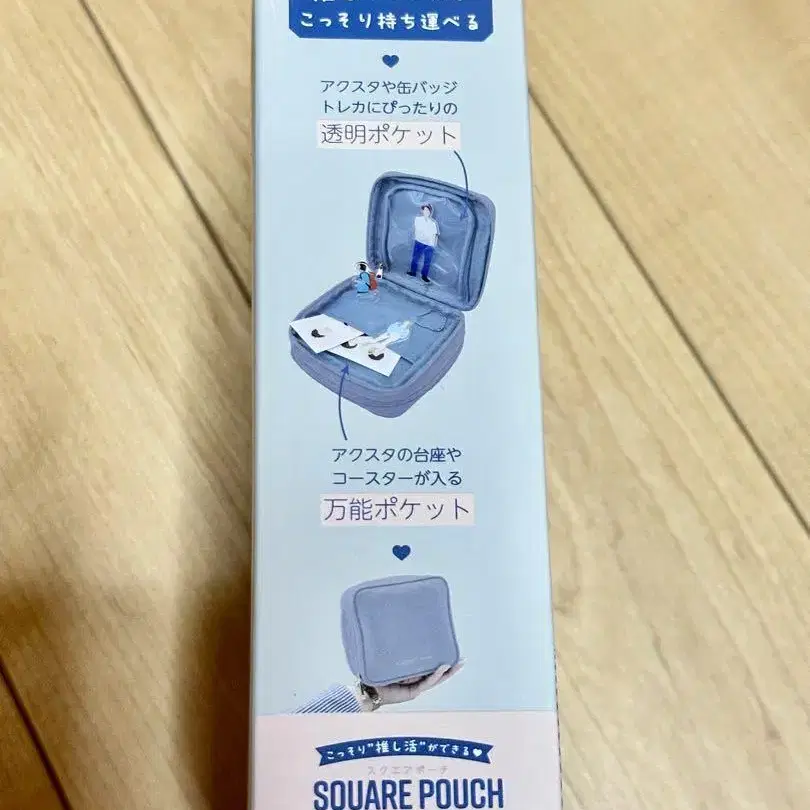 こっそり持ち運べる
アクスタや缶バッジ
トレカにぴったりの
透明ポケット
アクスタの台座や
コースターが入る
万能ポケット
こっそり"推し活"ができる
スクエアポーチ
SQUARE POUCH